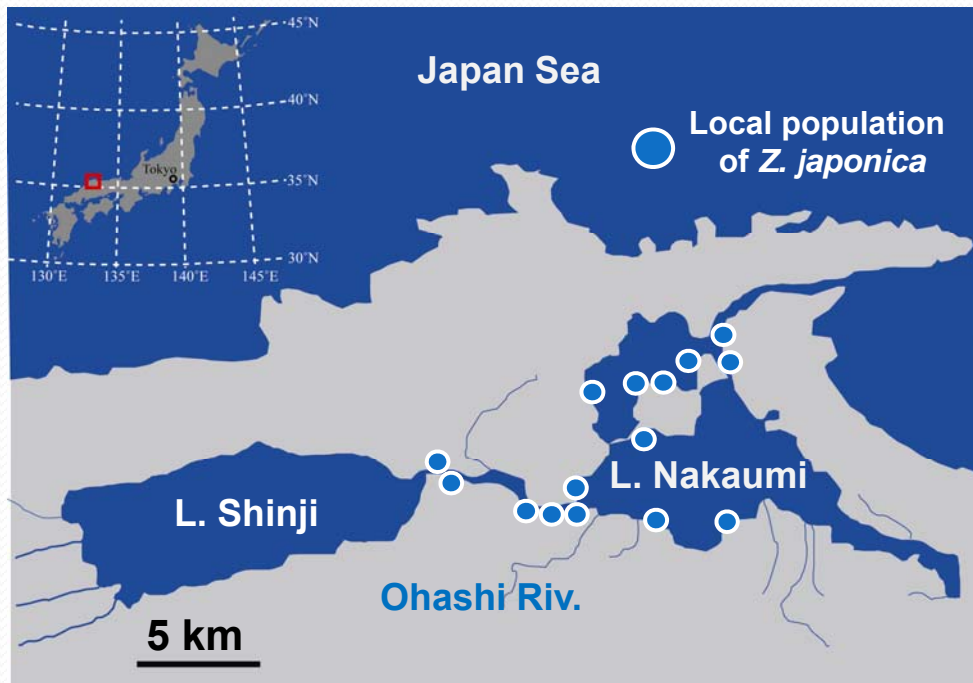 45°N
40°N
35°N
30°N
130°E 135°E 140°E 145°E
Tokyo
Japan Sea
Local population
of Z. japonica
L. Nakaumi
L. Shinji
Ohashi Riv.
5 km